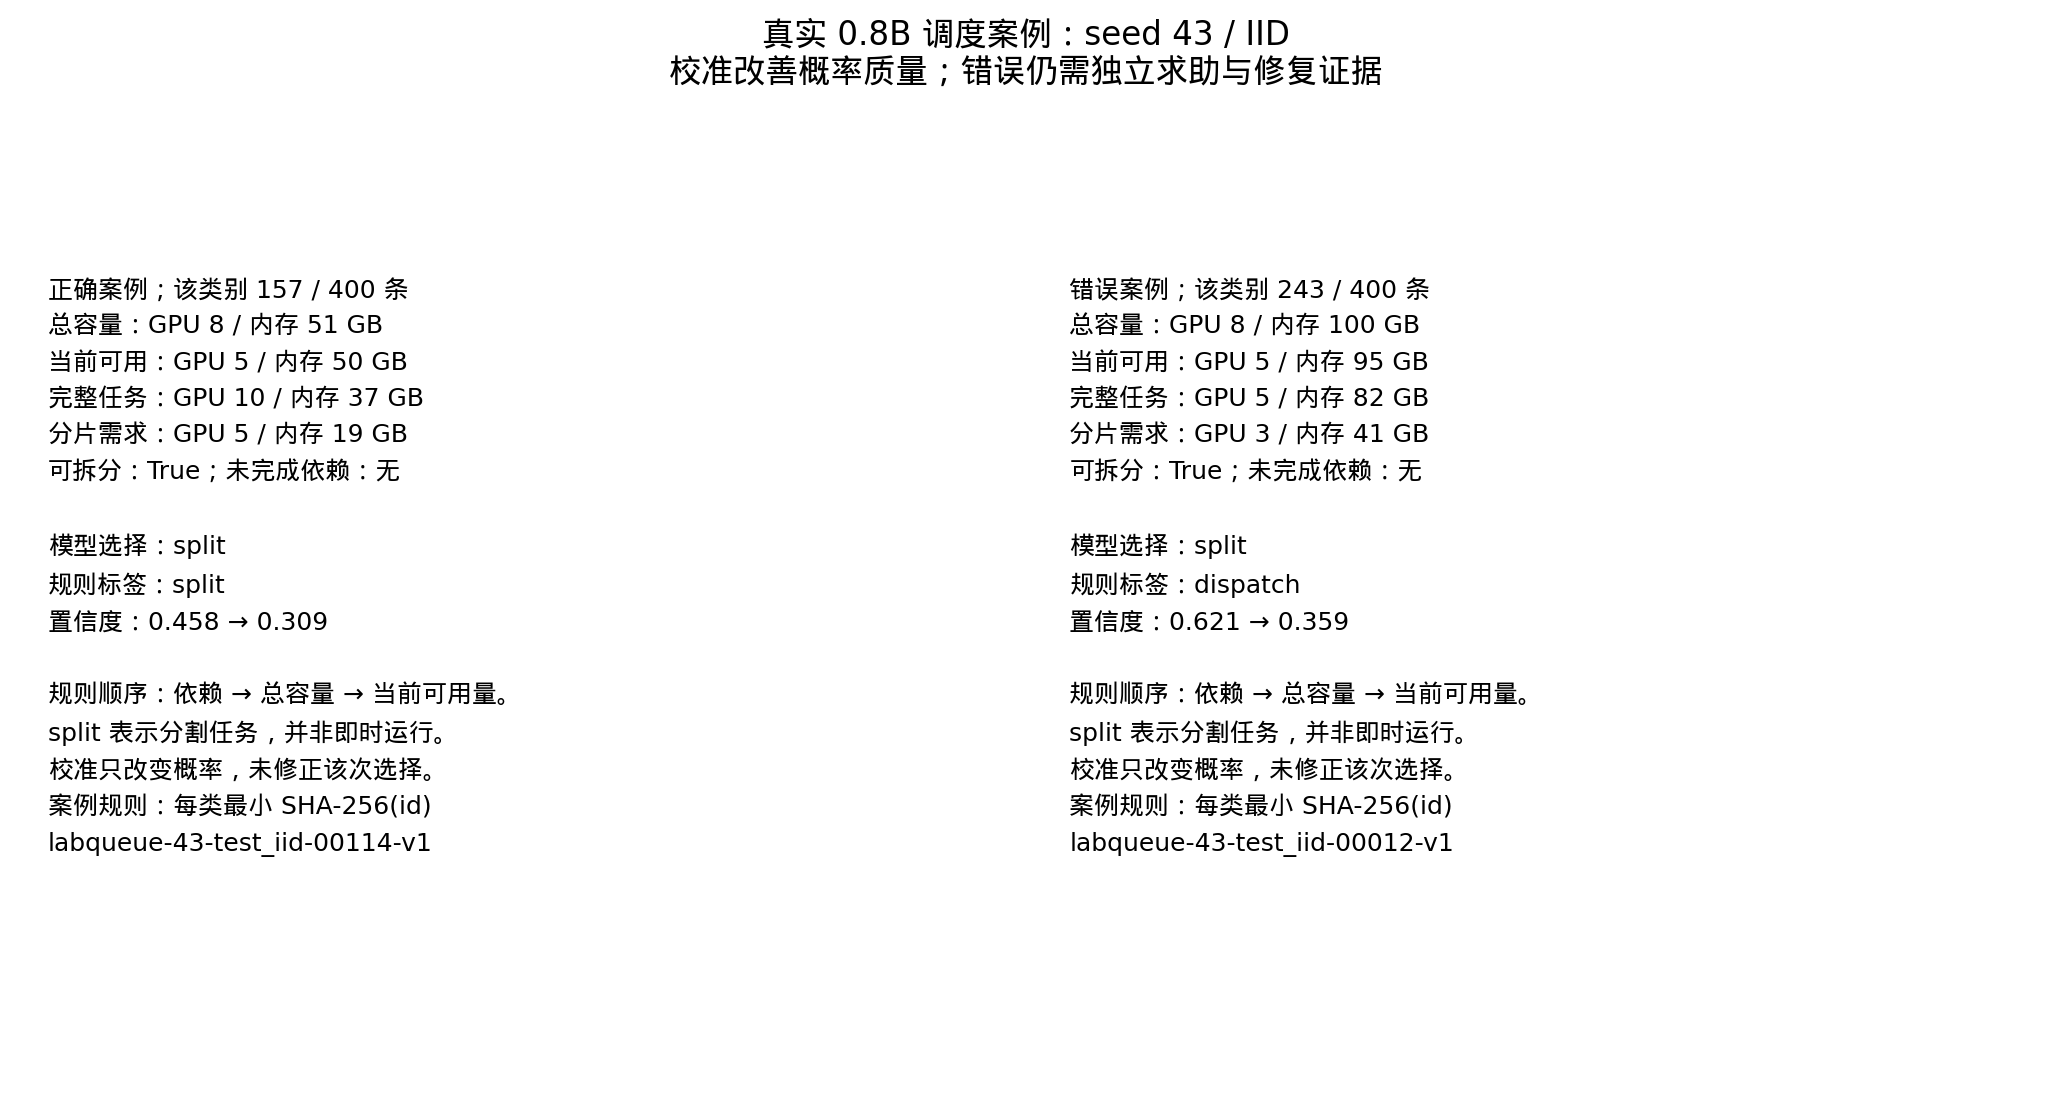 真实 0.8B 调度案例：seed 43 / IID
校准改善概率质量；错误仍需独立求助与修复证据
正确案例；该类别 157 / 400 条
总容量：GPU 8 / 内存 51 GB
当前可用：GPU 5 / 内存 50 GB
完整任务：GPU 10 / 内存 37 GB
分片需求：GPU 5 / 内存 19 GB
可拆分：True；未完成依赖：无
模型选择：split
规则标签：split
置信度：0.458 → 0.309
规则顺序：依赖 → 总容量 → 当前可用量。
split 表示分割任务，并非即时运行。
校准只改变概率，未修正该次选择。
案例规则：每类最小 SHA-256(id)
labqueue-43-test_iid-00114-v1
错误案例；该类别 243 / 400 条
总容量：GPU 8 / 内存 100 GB
当前可用：GPU 5 / 内存 95 GB
完整任务：GPU 5 / 内存 82 GB
分片需求：GPU 3 / 内存 41 GB
可拆分：True；未完成依赖：无
模型选择：split
规则标签：dispatch
置信度：0.621 → 0.359
规则顺序：依赖 → 总容量 → 当前可用量。
split 表示分割任务，并非即时运行。
校准只改变概率，未修正该次选择。
案例规则：每类最小 SHA-256(id)
labqueue-43-test_iid-00012-v1